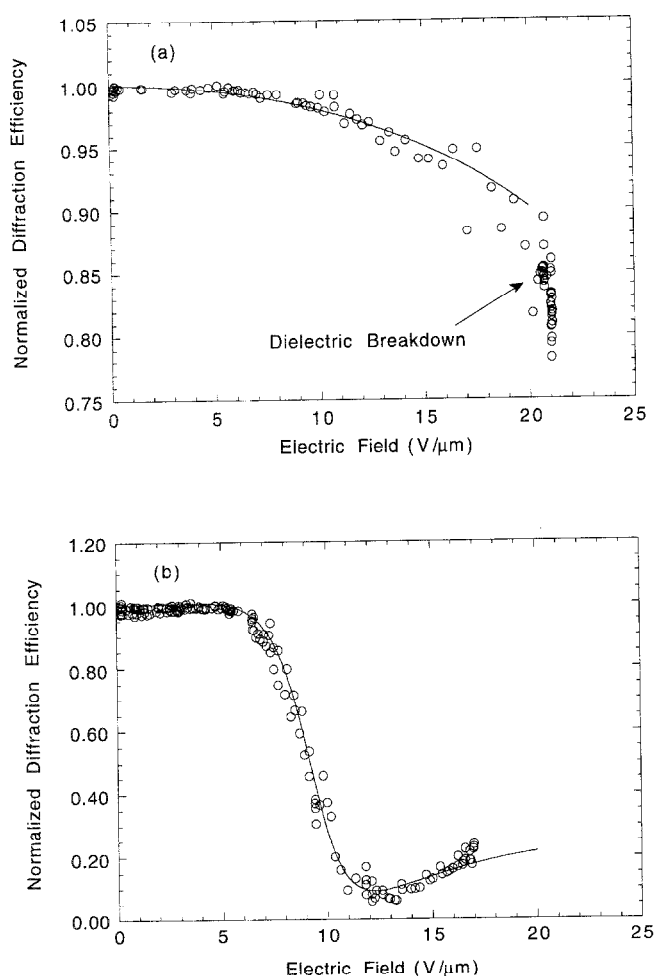 1.05
(a)
1.00
0.95
0.90
0.85
0.80
0.75
Normalized Diffraction Efficiency
Dielectric Breakdown
0 5 10 15 20 25
Electric Field (V/μm)
1.20
(b)
1.00
0.80
0.60
0.40
0.20
0.00
Normalized Diffraction Efficiency
0 5 10 15 20 25
Electric Field (V/μm)